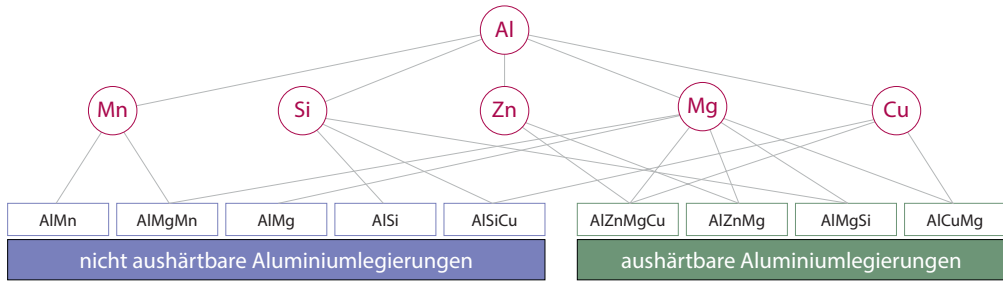 Al
Mn Si Zn Mg Cu
AlMn AlMgMn AlMg AlSi AlSiCu AlZnMgCu AlZnMg AlMgSi AlCuMg
nicht aushärtbare Aluminiumlegierungen aushärtbare Aluminiumlegierungen